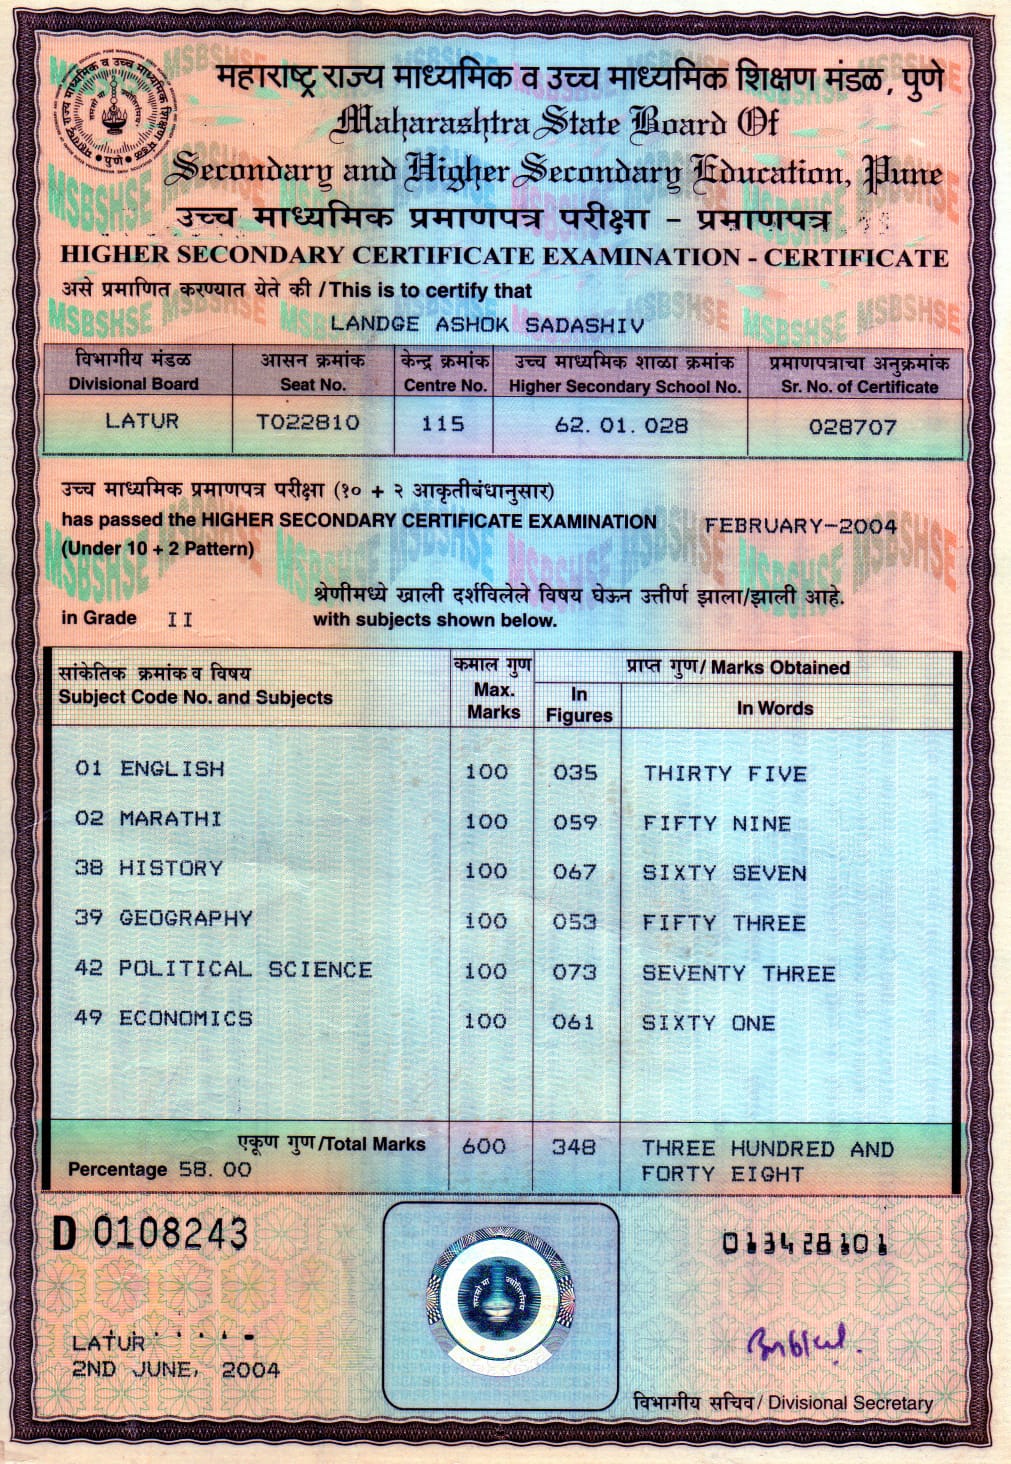 महाराष्ट्र राज्य माध्यमिक व उच्च माध्यमिक शिक्षण मंडळ, पुणे
Maharashtra State Board Of
Secondary and Higher Secondary Education, Pune
उच्च माध्यमिक प्रमाणपत्र परीक्षा - प्रमाणपत्र
HIGHER SECONDARY CERTIFICATE EXAMINATION - CERTIFICATE
असे प्रमाणित करण्यात येते की / This is to certify that
LANDGE ASHOK SADASHIV
विभागीय मंडळ आसन क्रमांक केन्द्र क्रमांक उच्च माध्यमिक शाळा क्रमांक प्रमाणपत्राचा अनुक्रमांक
Divisional Board Seat No. Centre No. Higher Secondary School No. Sr. No. of Certificate
LATUR T022810 115 62.01.028 028707
उच्च माध्यमिक प्रमाणपत्र परीक्षा (१० + २ आकृतीबंधानुसार)
has passed the HIGHER SECONDARY CERTIFICATE EXAMINATION FEBRUARY-2004
(Under 10 + 2 Pattern)
श्रेणीमध्ये खाली दर्शविलेले विषय घेऊन उत्तीर्ण झाला/झाली आहे.
in Grade II with subjects shown below.
सांकेतिक क्रमांक व विषय कमाल गुण प्राप्त गुण / Marks Obtained
Subject Code No. and Subjects Max. Marks In Figures In Words
01 ENGLISH 100 035 THIRTY FIVE
02 MARATHI 100 059 FIFTY NINE
38 HISTORY 100 067 SIXTY SEVEN
39 GEOGRAPHY 100 053 FIFTY THREE
42 POLITICAL SCIENCE 100 073 SEVENTY THREE
49 ECONOMICS 100 061 SIXTY ONE
एकूण गुण / Total Marks 600 348 THREE HUNDRED AND
Percentage 58.00 FORTY EIGHT
D 0108243
013428101
LATUR
2ND JUNE, 2004
विभागीय सचिव / Divisional Secretary